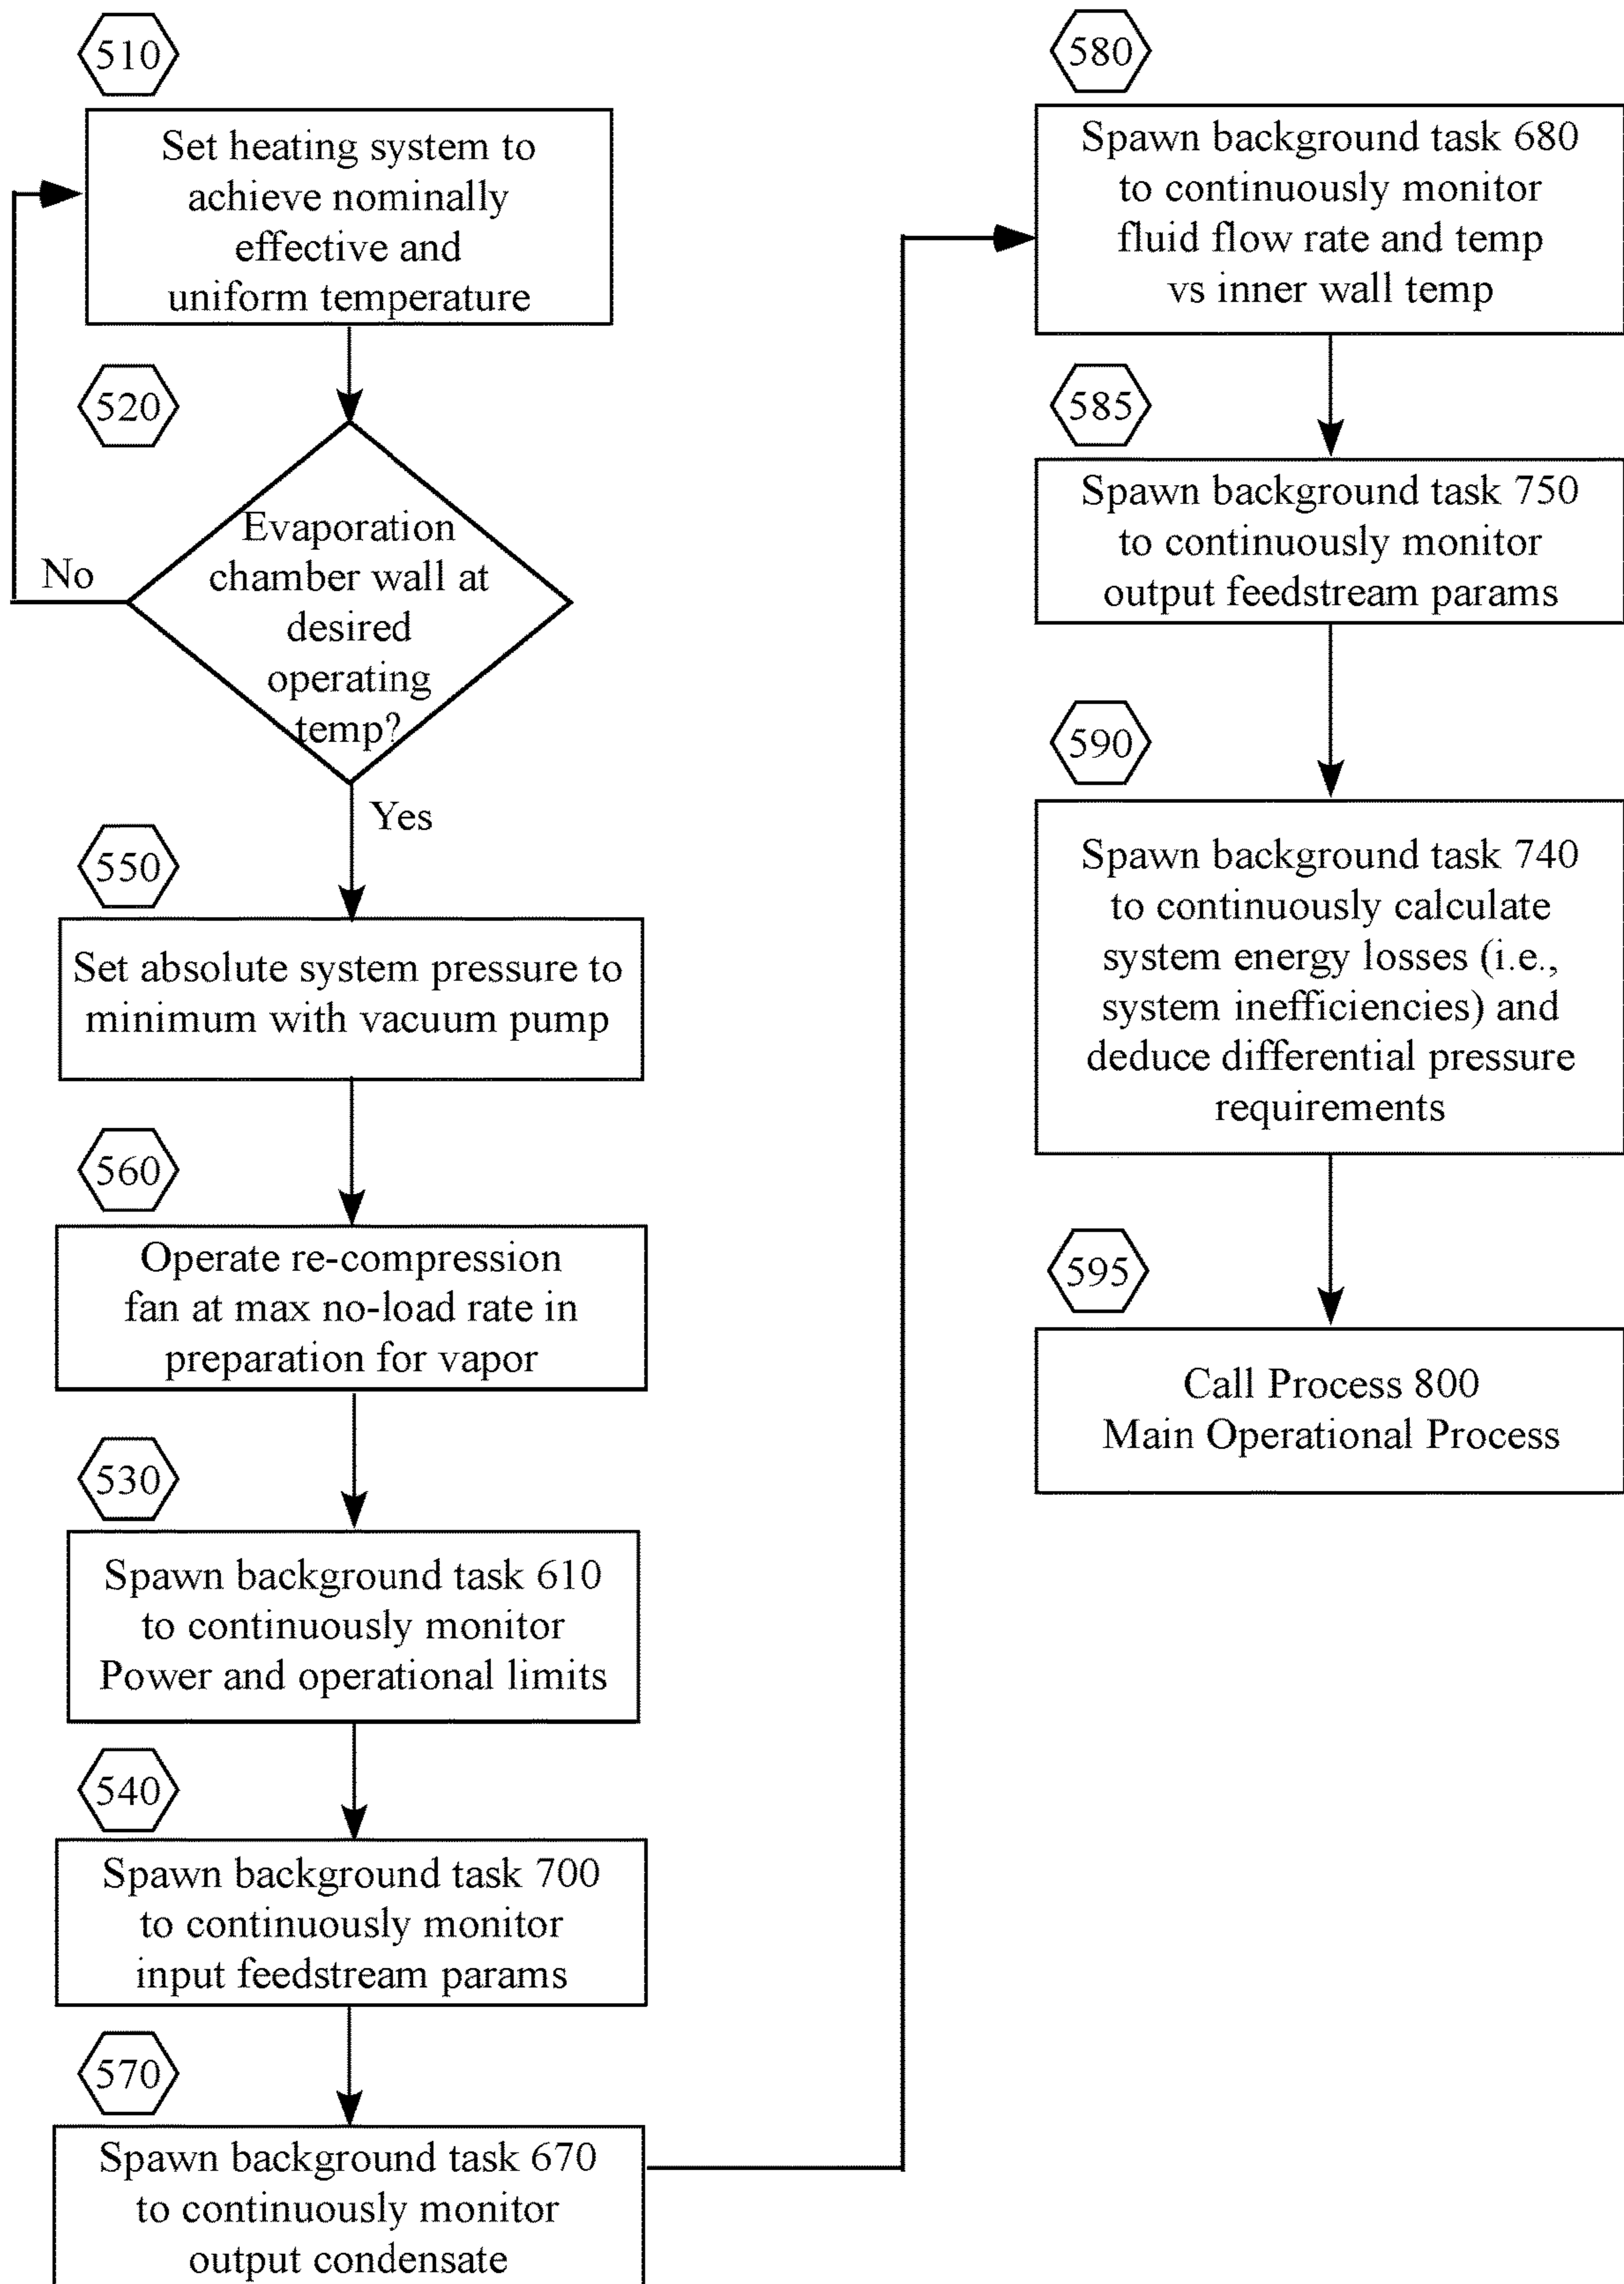 510
Set heating system to
achieve nominally
effective and
uniform temperature
520
Evaporation
chamber wall at
desired
operating
temp?
No
Yes
550
Set absolute system pressure to
minimum with vacuum pump
560
Operate re-compression
fan at max no-load rate in
preparation for vapor
530
Spawn background task 610
to continuously monitor
Power and operational limits
540
Spawn background task 700
to continuously monitor
input feedstream params
570
Spawn background task 670
to continuously monitor
output condensate
580
Spawn background task 680
to continuously monitor
fluid flow rate and temp
vs inner wall temp
585
Spawn background task 750
to continuously monitor
output feedstream params
590
Spawn background task 740
to continuously calculate
system energy losses (i.e.,
system inefficiencies) and
deduce differential pressure
requirements
595
Call Process 800
Main Operational Process